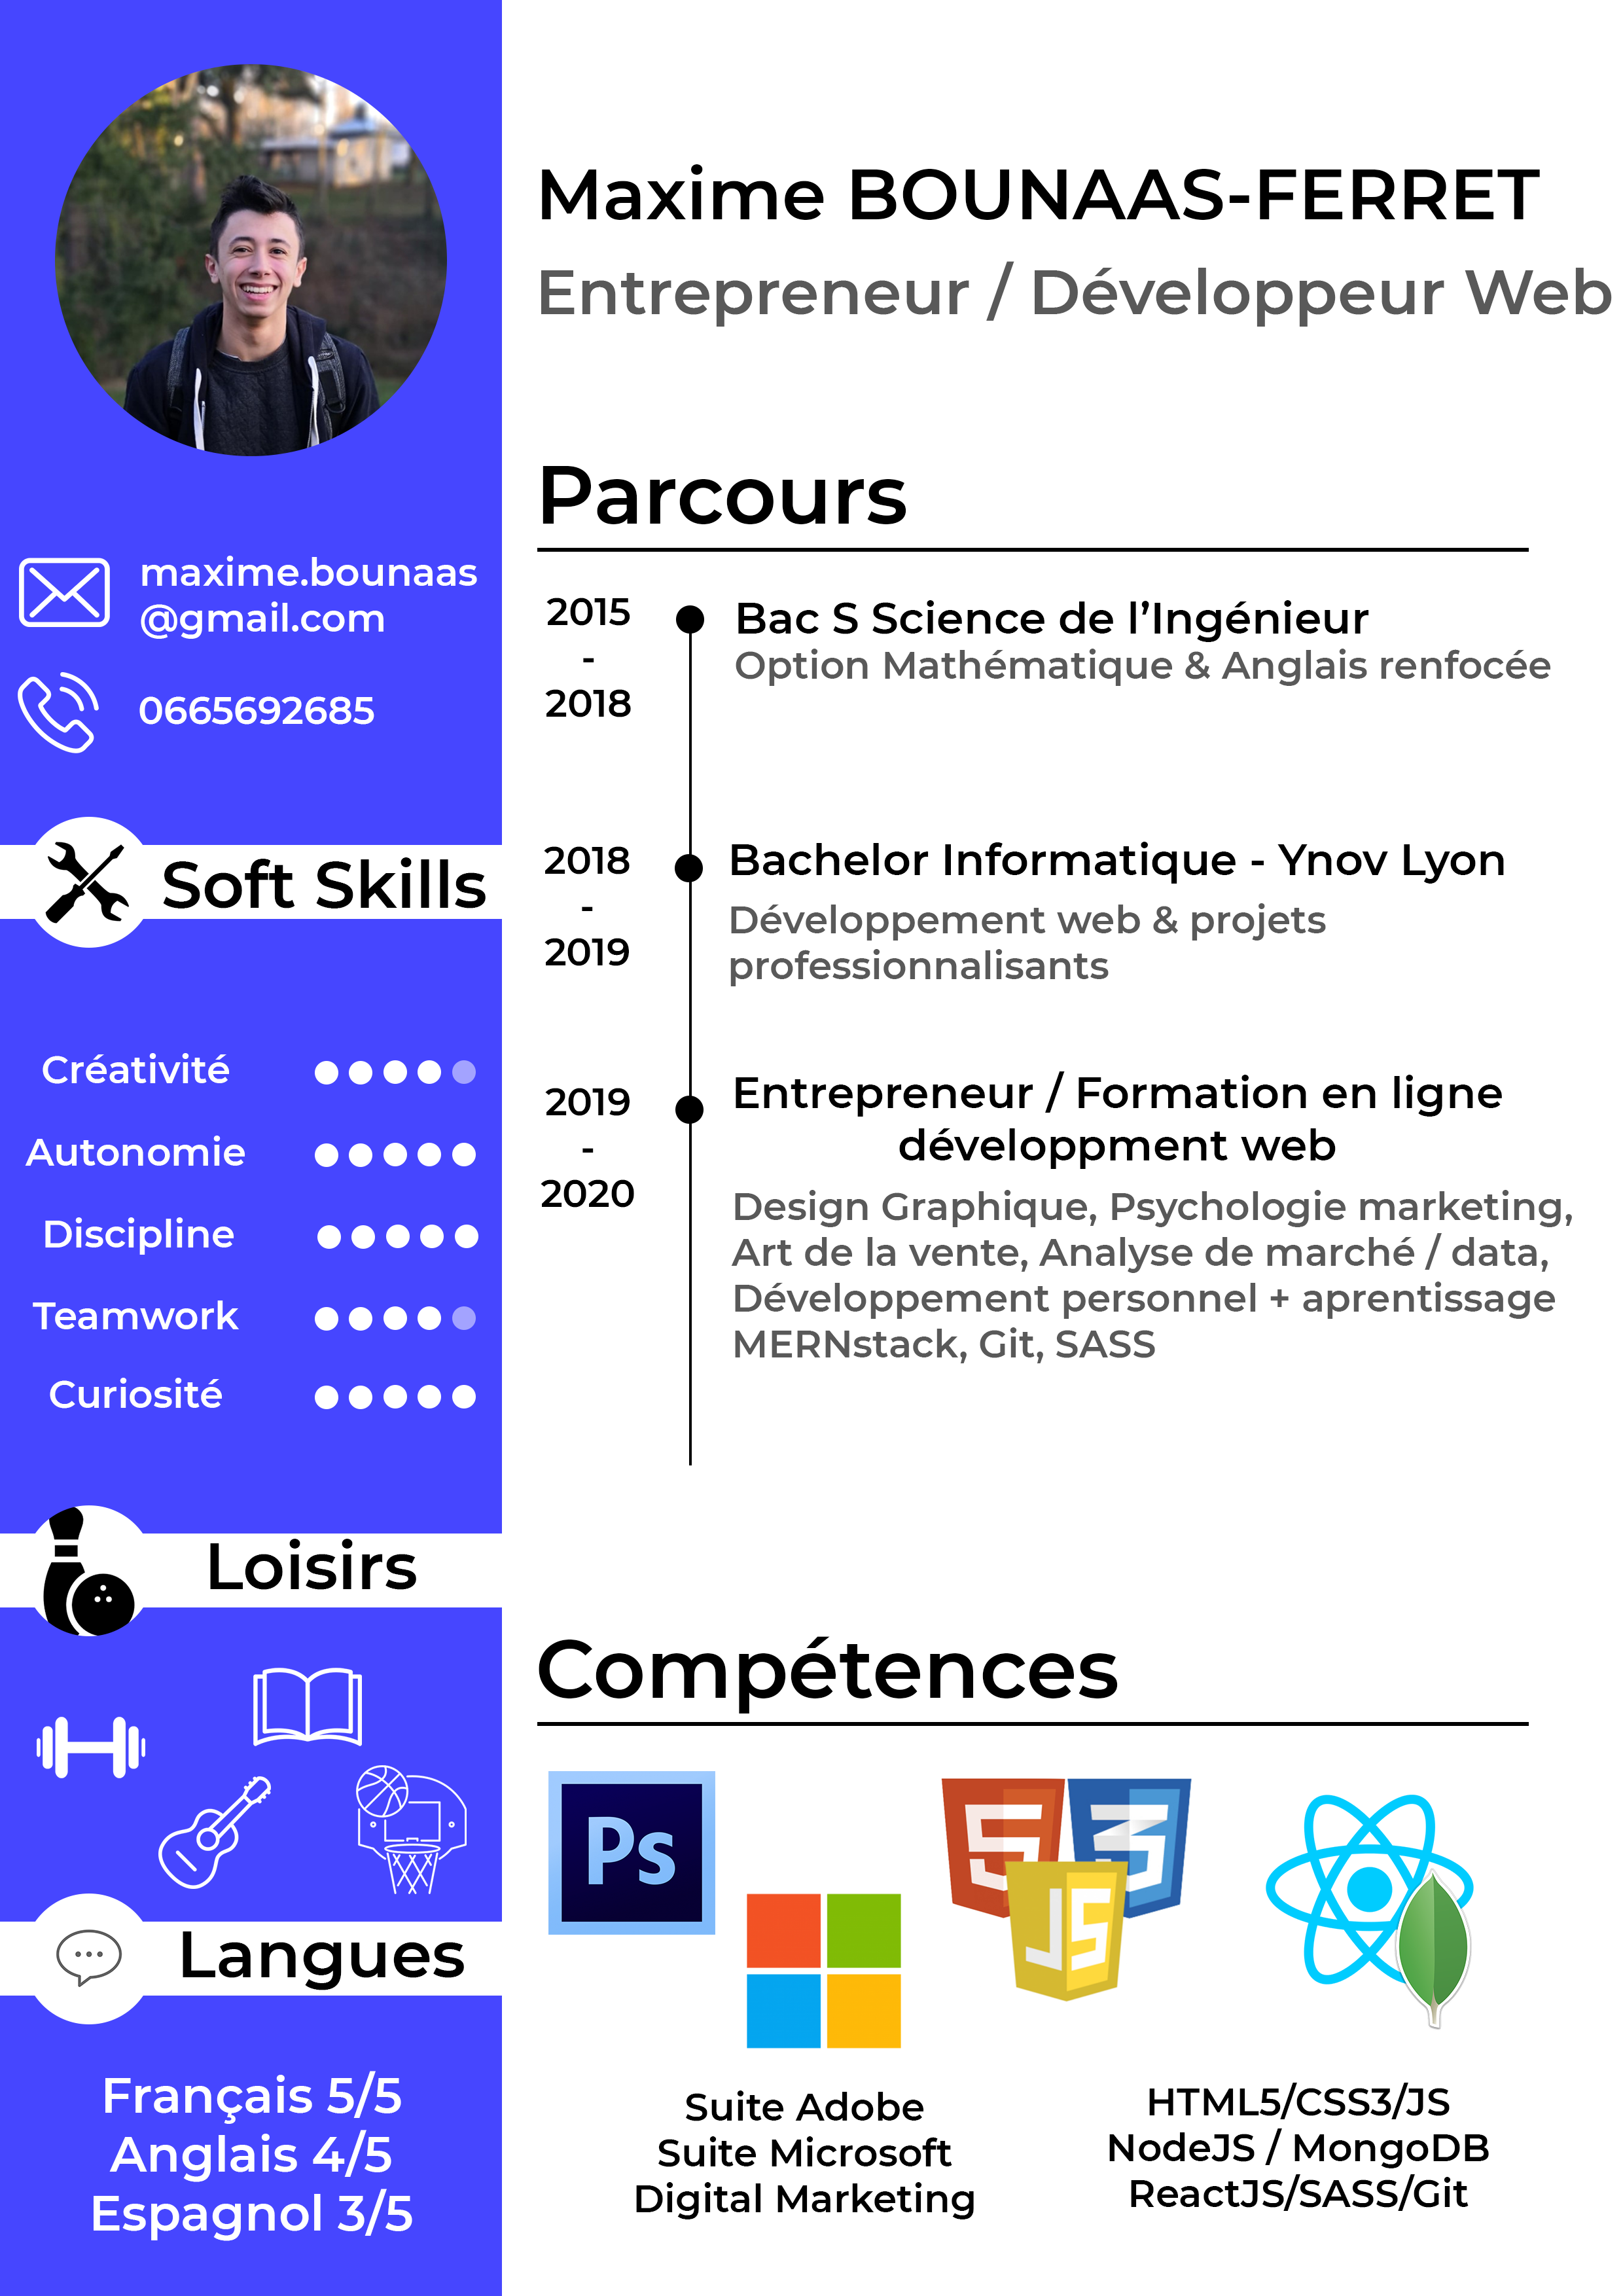 Maxime BOUNAAS-FERRET
Entrepreneur / Développeur Web
maxime.bounaas
@gmail.com
0665692685
Soft Skills
Créativité
Autonomie
Discipline
Teamwork
Curiosité
Loisirs
Langues
Français 5/5
Anglais 4/5
Espagnol 3/5
Parcours
2015
-
2018
Bac S Science de l’Ingénieur
Option Mathématique & Anglais renfocée
2018
-
2019
Bachelor Informatique - Ynov Lyon
Développement web & projets
professionnalisants
2019
-
2020
Entrepreneur / Formation en ligne
développment web
Design Graphique, Psychologie marketing,
Art de la vente, Analyse de marché / data,
Développement personnel + aprentissage
MERNstack, Git, SASS
Compétences
Ps
5
3
JS
Suite Adobe
Suite Microsoft
Digital Marketing
HTML5/CSS3/JS
NodeJS / MongoDB
ReactJS/SASS/Git